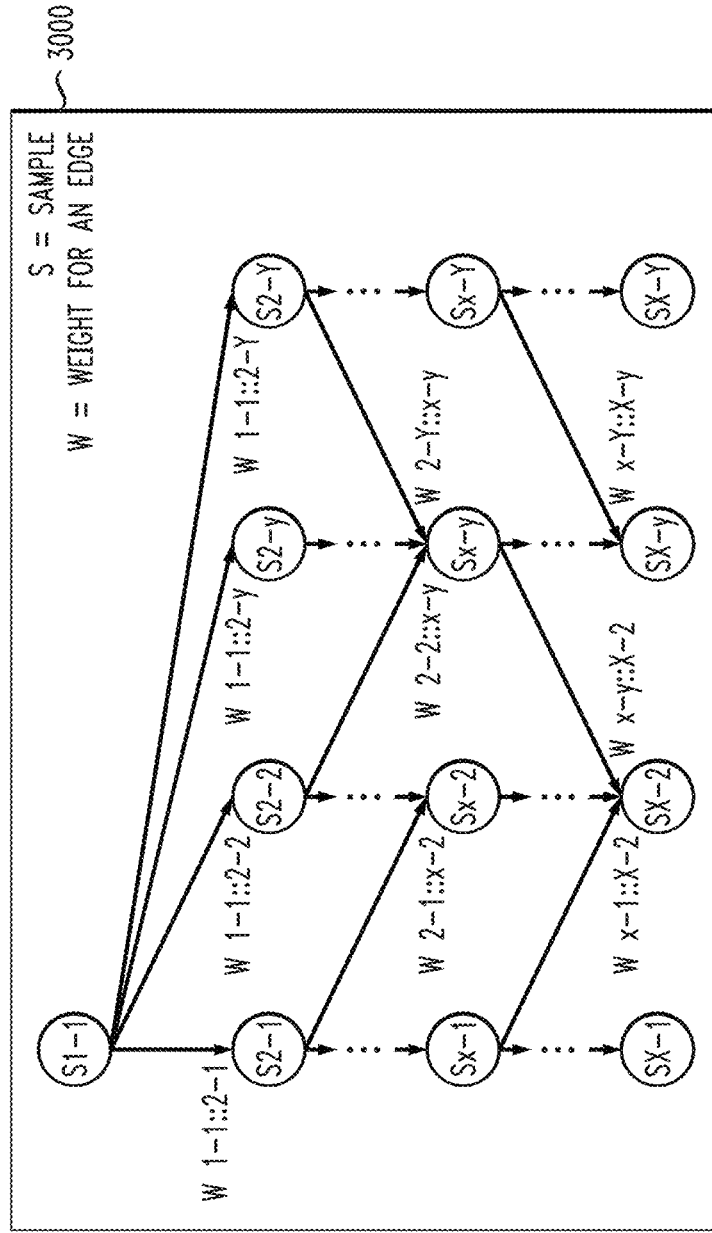 3000
S = SAMPLE
W = WEIGHT FOR AN EDGE
S1-1
W 1-1::2-1
W 1-1::2-2
W 1-1::2-y
W 1-1::2-Y
S2-1
S2-2
S2-y
S2-Y
...
...
...
...
W 2-1::x-2
W 2-2::x-y
W 2-Y::x-y
Sx-1
Sx-2
Sx-y
Sx-Y
...
...
...
...
W x-1::X-2
W x-y::X-2
W x-Y::X-y
SX-1
SX-2
SX-y
SX-Y